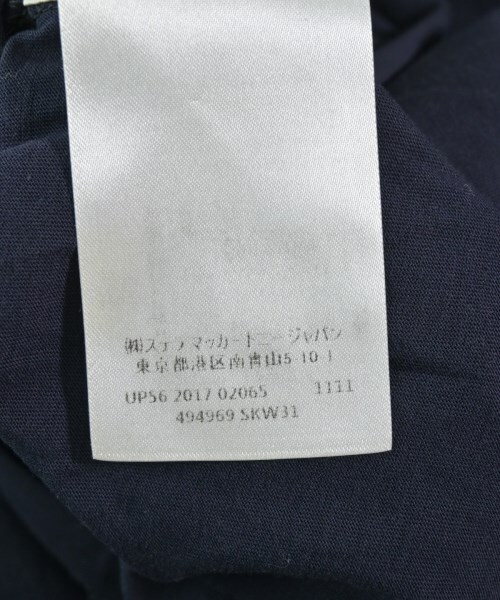 ㈱ステラ マッカートニー ジャパン
東京都港区南青山5-10-1
UP56 2017 02065 1111
494969 SKW31